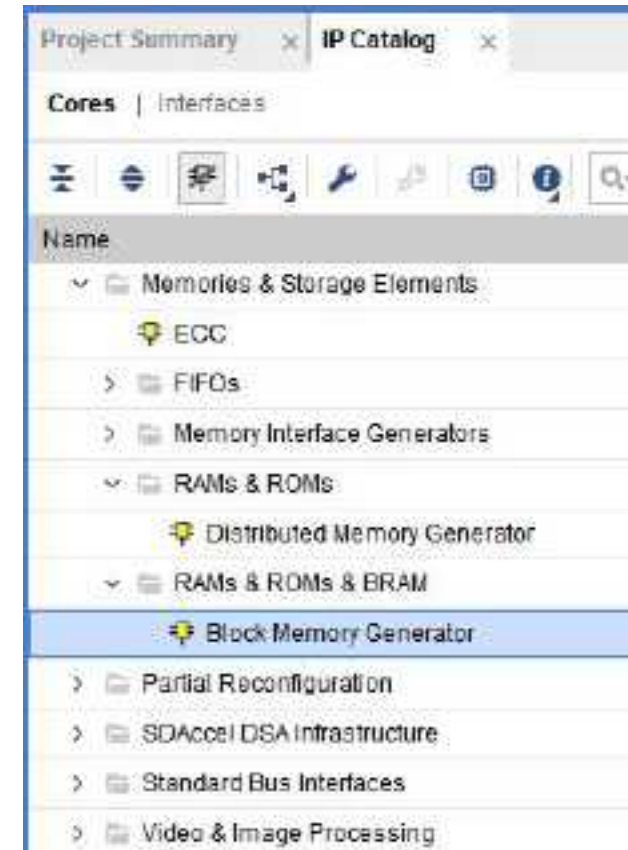 Project Summary × IP Catalog ×
Cores | Interfaces
Name
Memories & Storage Elements
ECC
FIFOs
Memory Interface Generators
RAMs & ROMs
Distributed Memory Generator
RAMs & ROMs & BRAM
Block Memory Generator
Partial Reconfiguration
SDAccel DSA Infrastructure
Standard Bus Interfaces
Video & Image Processing